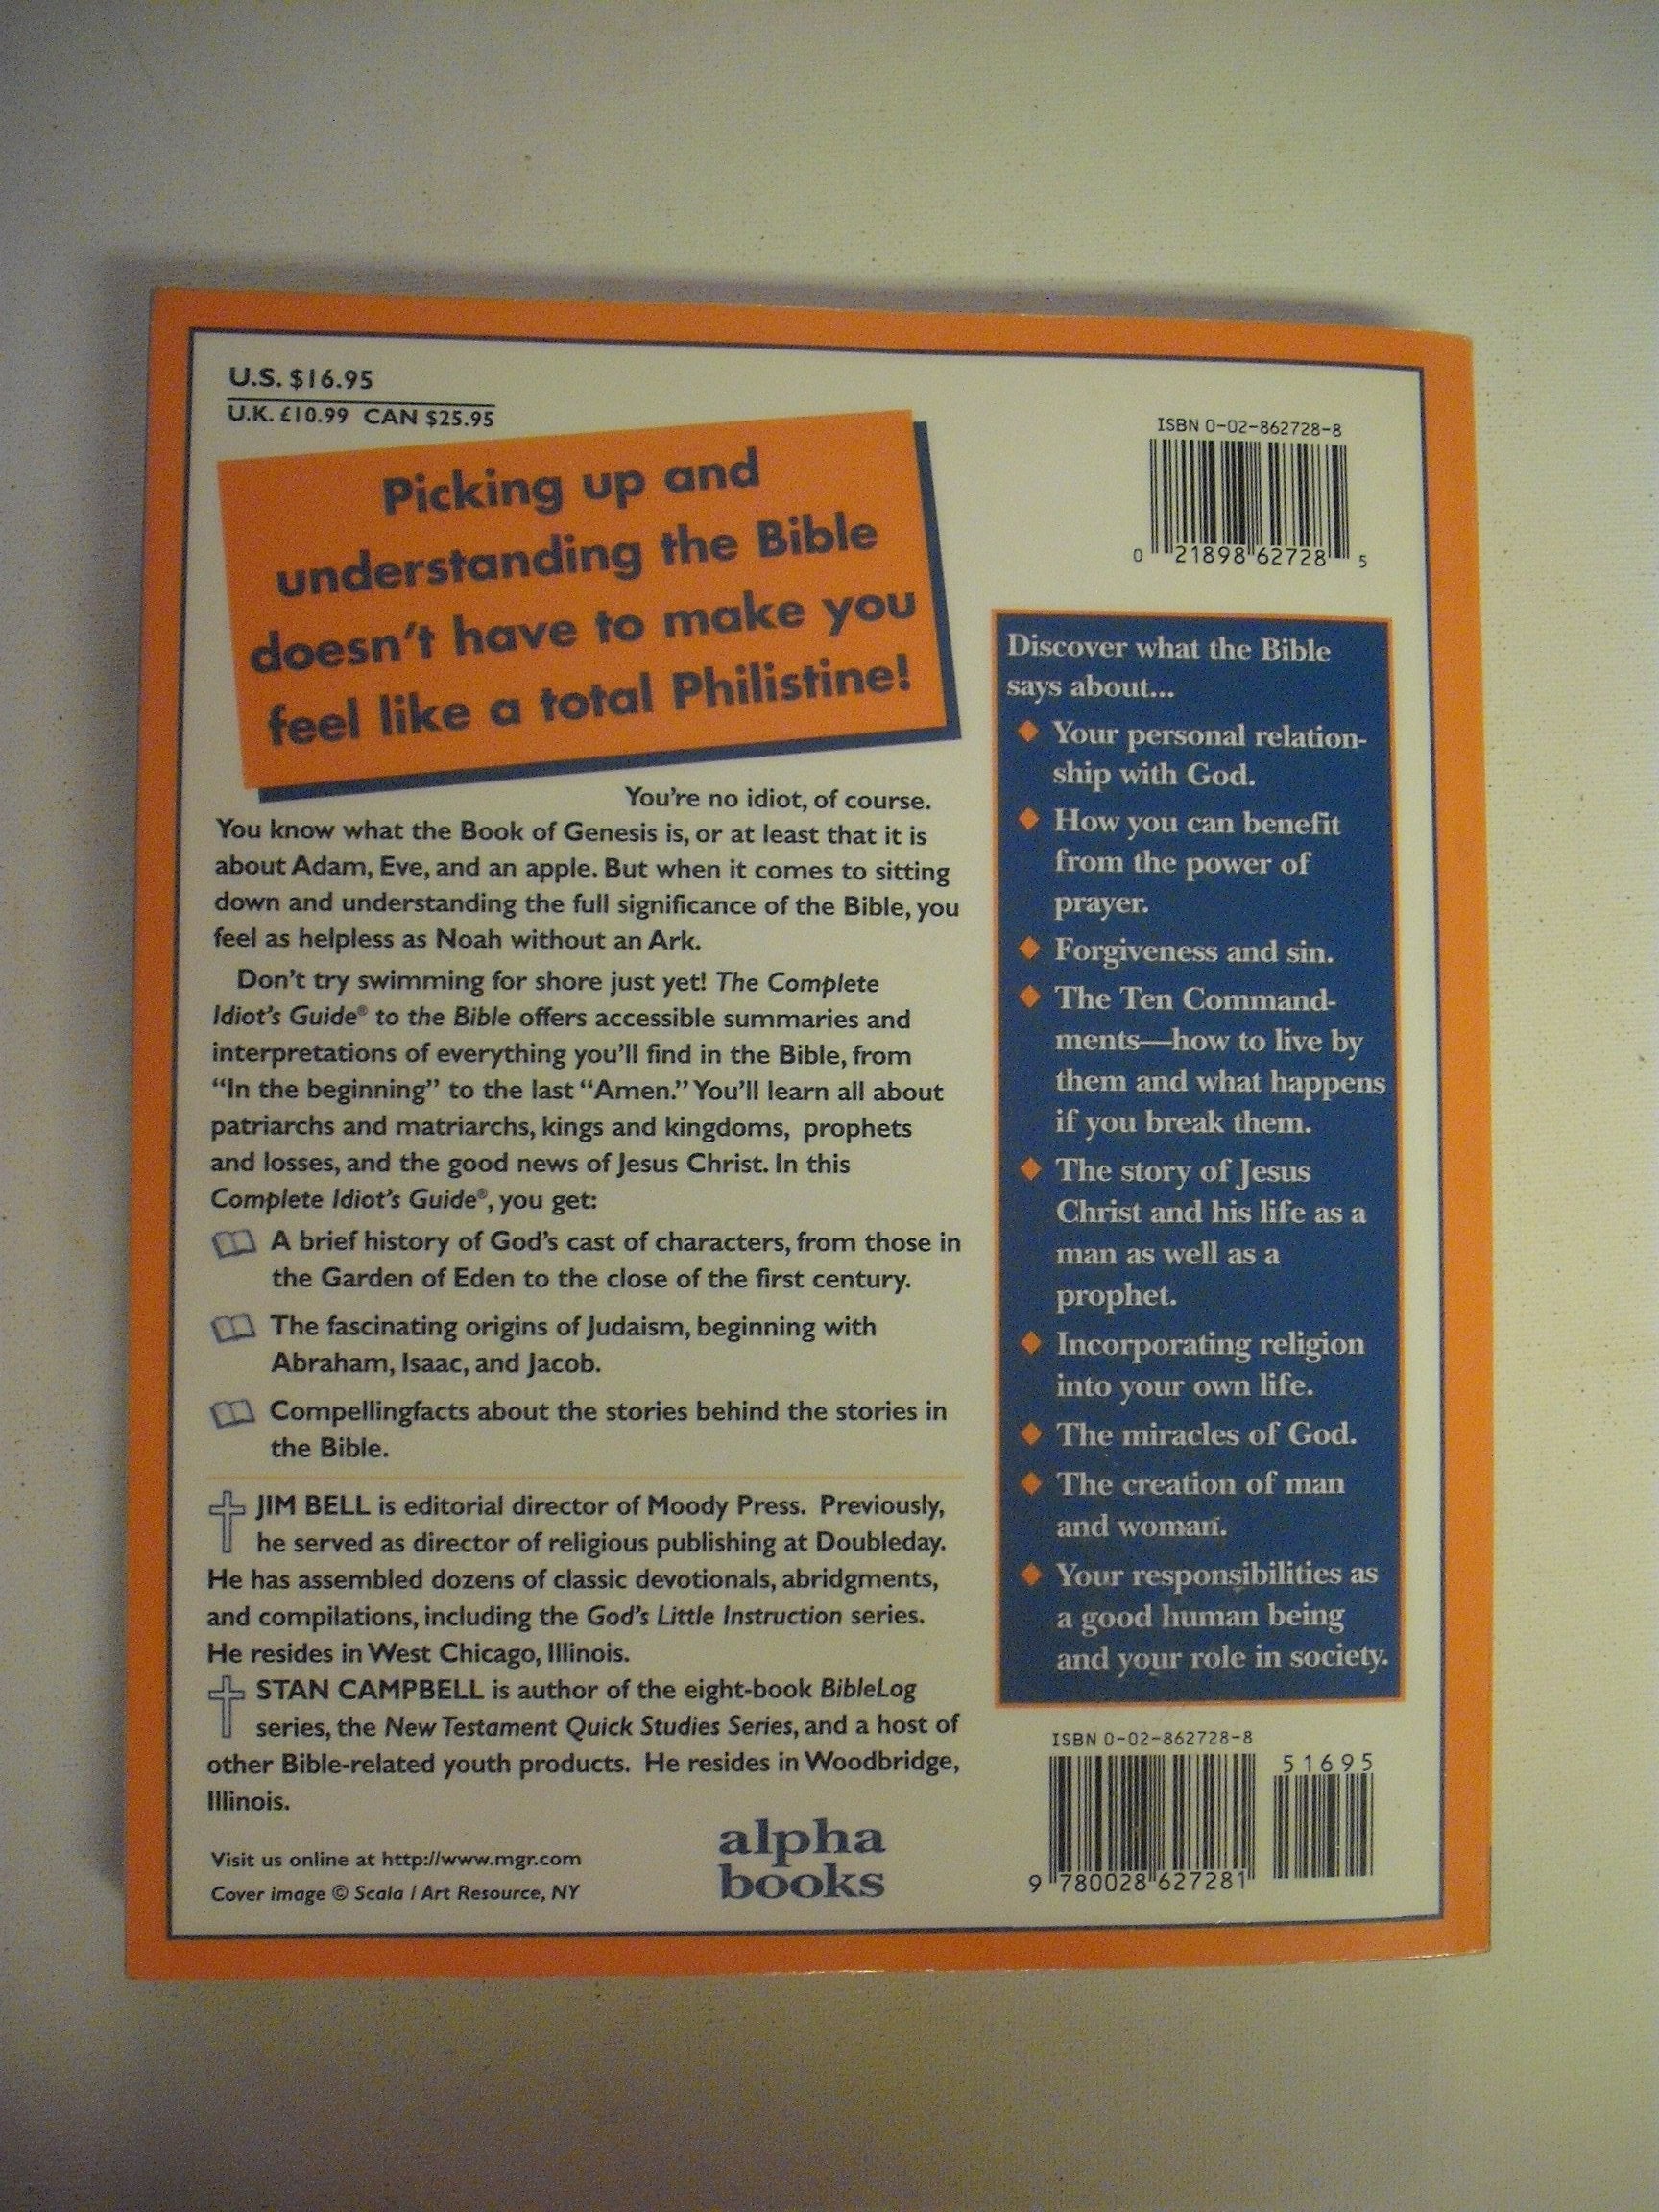 U.S. $16.95
U.K. £10.99 CAN $25.95
Picking up and
understanding the Bible
doesn't have to make you
feel like a total Philistine!
You're no idiot, of course.
You know what the Book of Genesis is, or at least that it is
about Adam, Eve, and an apple. But when it comes to sitting
down and understanding the full significance of the Bible, you
feel as helpless as Noah without an Ark.
Don't try swimming for shore just yet! The Complete
Idiot's Guide® to the Bible offers accessible summaries and
interpretations of everything you'll find in the Bible, from
“In the beginning” to the last “Amen.” You'll learn all about
patriarchs and matriarchs, kings and kingdoms, prophets
and losses, and the good news of Jesus Christ. In this
Complete Idiot's Guide®, you get:
A brief history of God's cast of characters, from those in
the Garden of Eden to the close of the first century.
The fascinating origins of Judaism, beginning with
Abraham, Isaac, and Jacob.
Compellingfacts about the stories behind the stories in
the Bible.
JIM BELL is editorial director of Moody Press. Previously,
he served as director of religious publishing at Doubleday.
He has assembled dozens of classic devotionals, abridgments,
and compilations, including the God's Little Instruction series.
He resides in West Chicago, Illinois.
STAN CAMPBELL is author of the eight-book BibleLog
series, the New Testament Quick Studies Series, and a host of
other Bible-related youth products. He resides in Woodbridge,
Illinois.
Visit us online at http://www.mgr.com
Cover image © Scala / Art Resource, NY
alpha
books
ISBN 0-02-862728-8
0 21898 62728 5
Discover what the Bible
says about...
Your personal relation-
ship with God.
How you can benefit
from the power of
prayer.
Forgiveness and sin.
The Ten Command-
ments—how to live by
them and what happens
if you break them.
The story of Jesus
Christ and his life as a
man as well as a
prophet.
Incorporating religion
into your own life.
The miracles of God.
The creation of man
and woman.
Your responsibilities as
a good human being
and your role in society.
ISBN 0-02-862728-8
51695
9 780028 627281